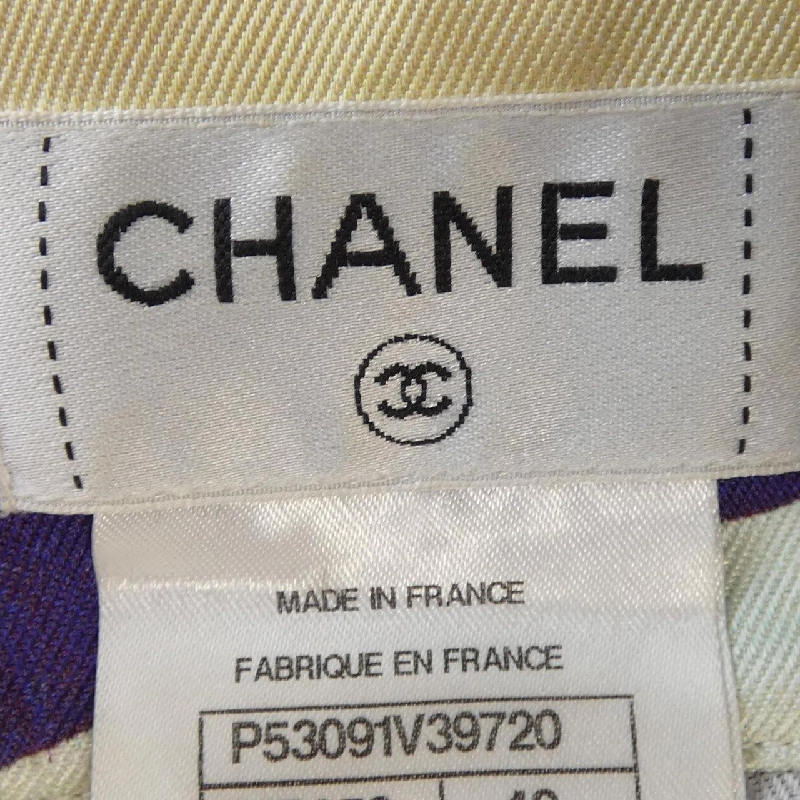 CHANEL
MADE IN FRANCE
FABRIQUE EN FRANCE
P53091V39720